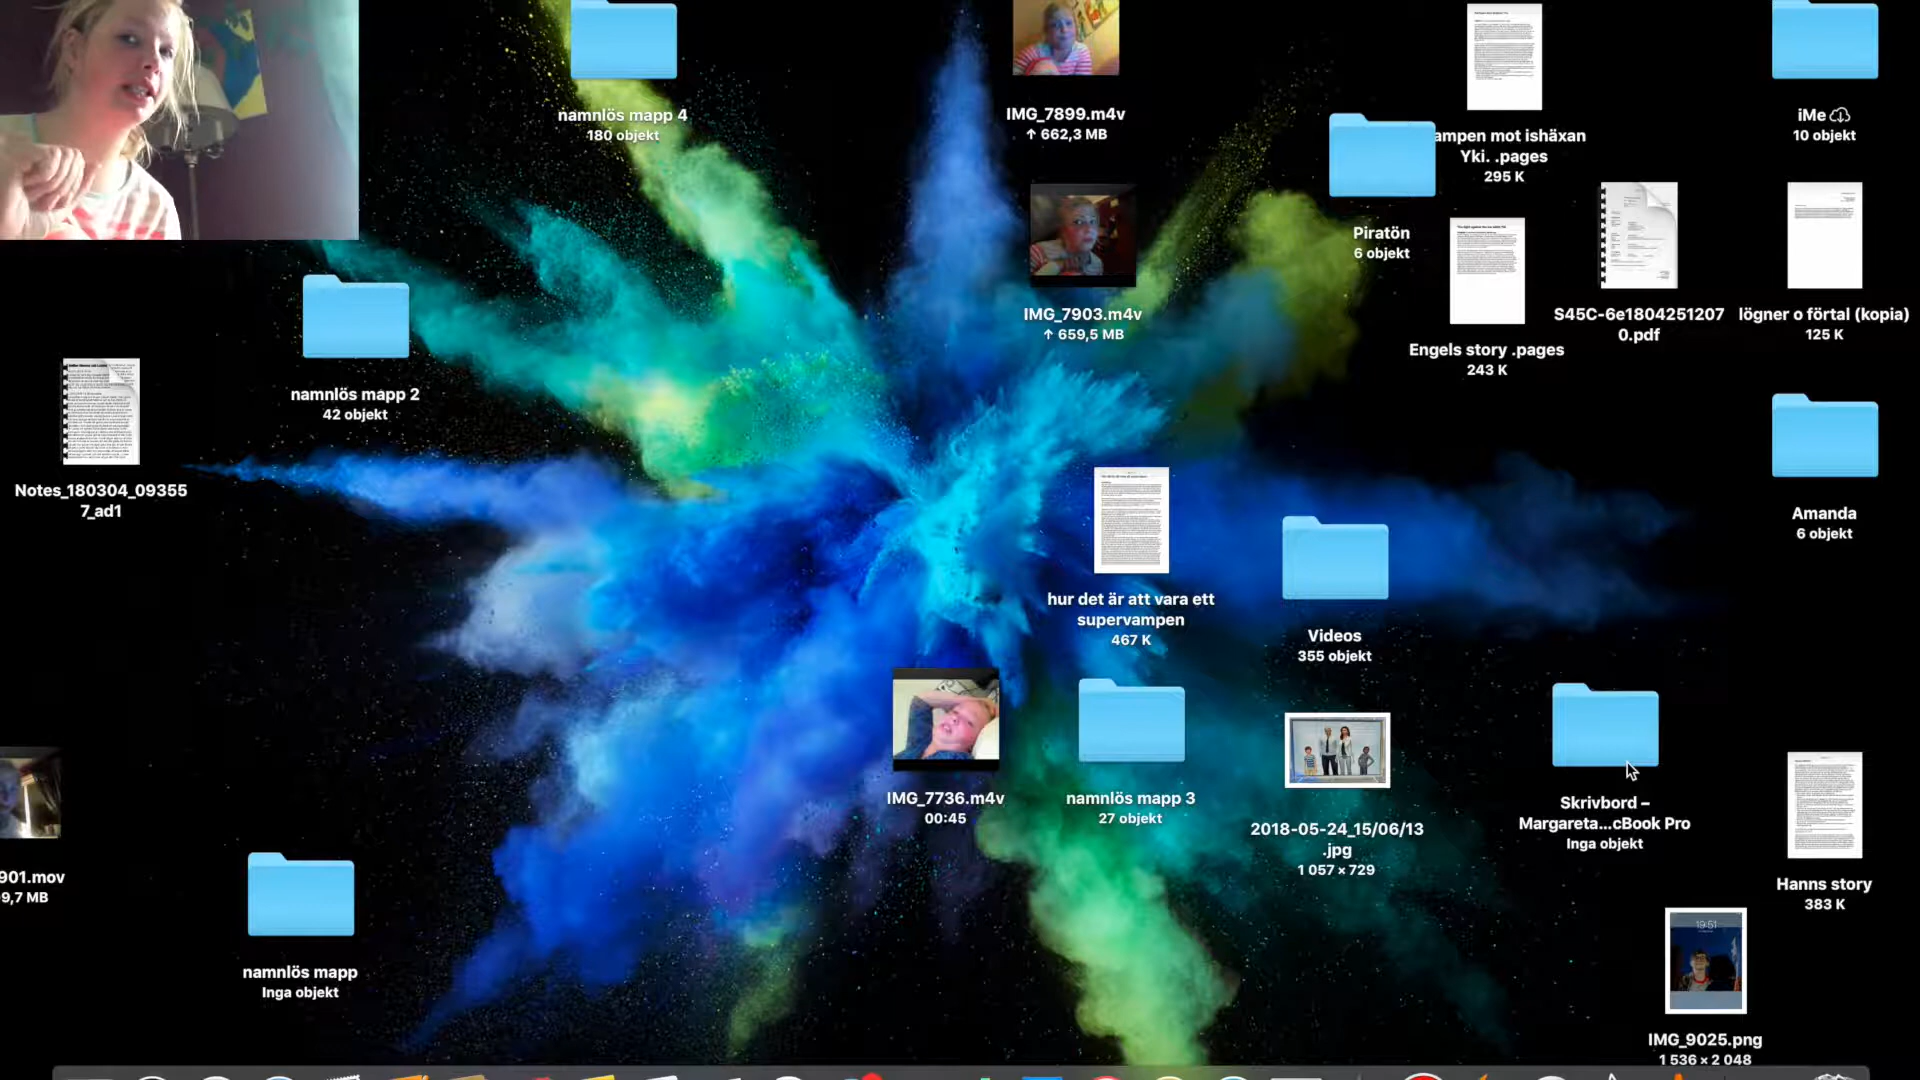 namnlös mapp 4
180 objekt
IMG_7899.m4v
↑ 662,3 MB
ampen mot ishäxan
Yki. .pages
295 K
iMe
10 objekt
Piratön
6 objekt
IMG_7903.m4v
↑ 659,5 MB
Engels story .pages
243 K
S45C-6e1804251207
0.pdf
lögner o förtal (kopia)
125 K
namnlös mapp 2
42 objekt
Notes_180304_09355
7_ad1
Amanda
6 objekt
hur det är att vara ett
supervampen
467 K
Videos
355 objekt
IMG_7736.m4v
00:45
namnlös mapp 3
27 objekt
2018-05-24_15/06/13
.jpg
1 057 × 729
Skrivbord –
Margareta...cBook Pro
Inga objekt
901.mov
9,7 MB
Hanns story
383 K
namnlös mapp
Inga objekt
19:51
IMG_9025.png
1 536 × 2 048